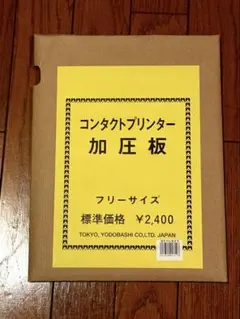 コンタクトプリンター
加圧板
フリーサイズ
標準価格 ¥2,400
TOKYO, YODOBASHI CO,LTD. JAPAN